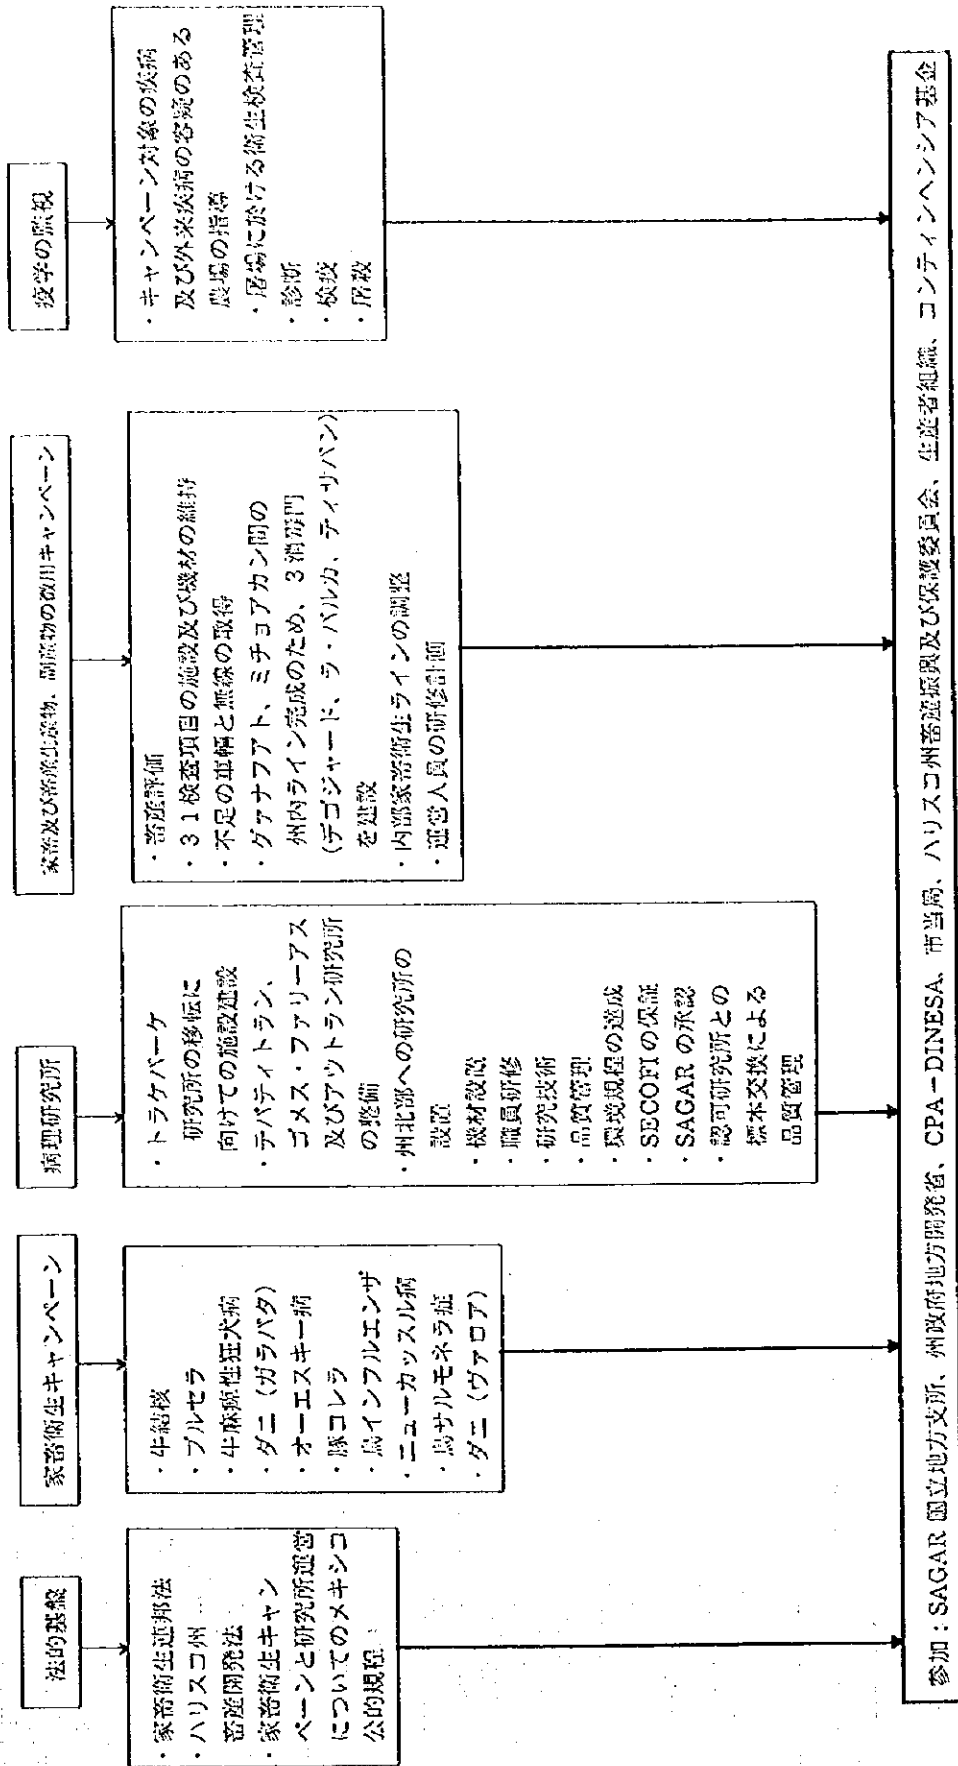 法的基盤
・家畜衛生連邦法
・ハリスコ州
畜産開発法
・家畜衛生キャン
ペーンと研究所運営
についてのメキシコ
公的規程
家畜衛生キャンペーン
・牛結核
・ブルセラ
・牛麻痺性狂犬病
・ダニ（ガラパタ）
・オーエスキー病
・豚コレラ
・鳥インフルエンザ
・ニューカッスル病
・鳥サルモネラ症
・ダニ（ヴァロア）
病理研究所
・トラケパーケ
研究所の移転に
向けての施設建設
・テパティトラン、
ゴメス・ファリーアス
及びアウトラン研究所
の整備
・州北部への研究所の
設置
・機材設置
・職員研修
・研究技術
・品質管理
・環境規程の達成
・SECOFIの保証
・SAGARの承認
・認可研究所との
標本交換による
品質管理
家畜及び畜産生産物、副産物の改用キャンペーン
・畜産評価
・31検査項目の施設及び機材の維持
・不足の車輌と無線の取得
・グァナファト、ミチョアカン間の
州内ライン完成のため、3消毒門
(デゴジャード、ラ・バルカ、ティサパン)
を建設
・内部家畜衛生ラインの調整
・運営人員の研修計画
疫学の監視
・キャンペーン対象の疾病
及び外来疾病の容疑のある
農場の指導
・屠場に於ける衛生検査管理
・診断
・検疫
・屠殺
参加：SAGAR 国立地方支所、州政府地方開発省、CPA－DINESA、市当局、ハリスコ州畜産振興及び保護委員会、生産者組織、コンティンヘンシア基金